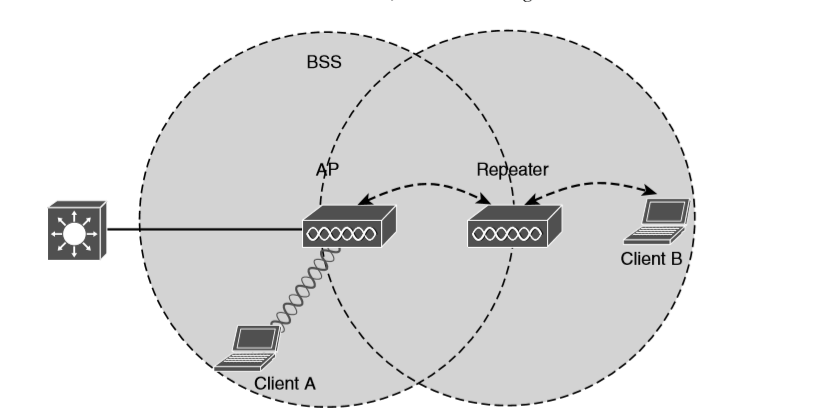 BSS
AP
Repeater
Client B
Client A